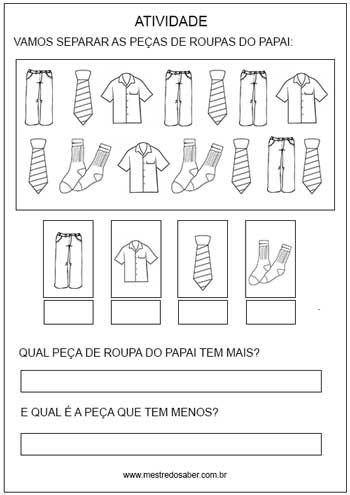 ATIVIDADE
VAMOS SEPARAR AS PEÇAS DE ROUPAS DO PAPAI:
QUAL PEÇA DE ROUPA DO PAPAI TEM MAIS?
E QUAL É A PEÇA QUE TEM MENOS?
www.mestredosaber.com.br